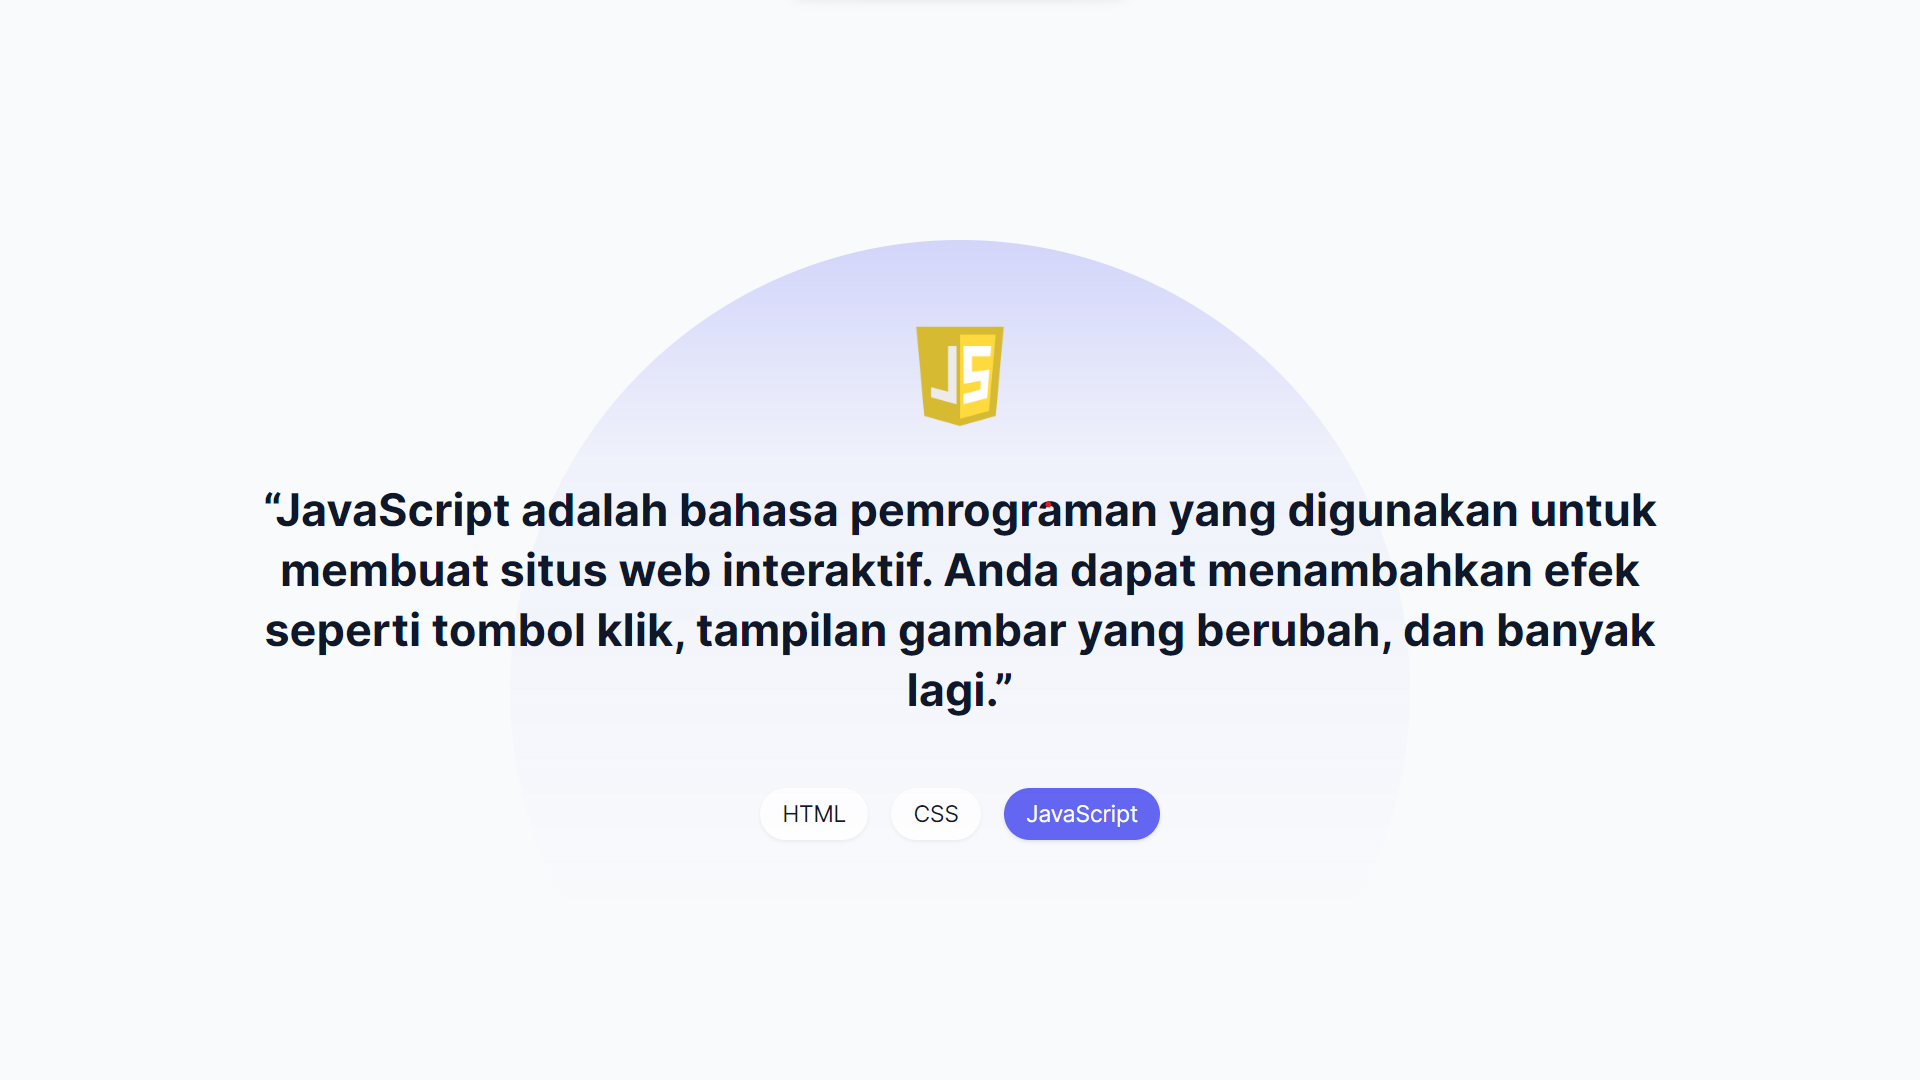 JS
“JavaScript adalah bahasa pemrograman yang digunakan untuk
membuat situs web interaktif. Anda dapat menambahkan efek
seperti tombol klik, tampilan gambar yang berubah, dan banyak
lagi.”
HTML CSS JavaScript